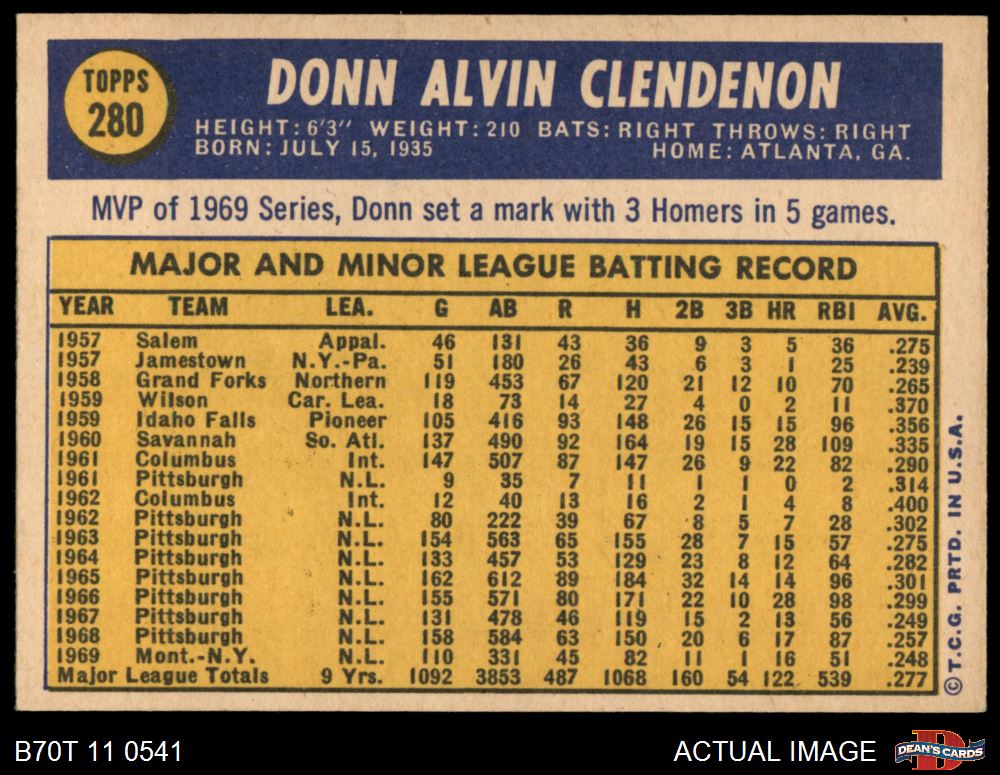 TOPPS
280
DONN ALVIN CLENDENON
HEIGHT: 6'3" WEIGHT: 210 BATS: RIGHT THROWS: RIGHT
BORN: JULY 15, 1935 HOME: ATLANTA, GA.
MVP of 1969 Series, Donn set a mark with 3 Homers in 5 games.
MAJOR AND MINOR LEAGUE BATTING RECORD
YEAR TEAM LEA. G AB R H 2B 3B HR RBI AVG.
1957 Salem Appal. 46 131 43 36 9 3 5 36 .275
1957 Jamestown N.Y.-Pa. 51 180 26 43 6 3 1 25 .239
1958 Grand Forks Northern 119 453 67 120 21 12 10 70 .265
1959 Wilson Car. Lea. 18 73 14 27 4 0 2 11 .370
1959 Idaho Falls Pioneer 105 416 93 148 26 15 15 96 .356
1960 Savannah So. Atl. 137 490 92 164 19 15 28 109 .335
1961 Columbus Int. 147 507 87 147 26 9 22 82 .290
1961 Pittsburgh N.L. 9 35 7 11 1 1 0 2 .314
1962 Columbus Int. 12 40 13 16 2 1 4 8 .400
1962 Pittsburgh N.L. 80 222 39 67 8 5 7 28 .302
1963 Pittsburgh N.L. 154 563 65 155 28 7 15 57 .275
1964 Pittsburgh N.L. 133 457 53 129 23 8 12 64 .282
1965 Pittsburgh N.L. 162 612 89 184 32 14 14 96 .301
1966 Pittsburgh N.L. 155 571 80 171 22 10 28 98 .299
1967 Pittsburgh N.L. 131 478 46 119 15 2 13 56 .249
1968 Pittsburgh N.L. 158 584 63 150 20 6 17 87 .257
1969 Mont.-N.Y. N.L. 110 331 45 82 11 1 16 51 .248
Major League Totals 9 Yrs. 1092 3853 487 1068 160 54 122 539 .277
© T.C.G. PRTD. IN U.S.A.
B70T 11 0541
ACTUAL IMAGE
D
DEAN'S CARDS